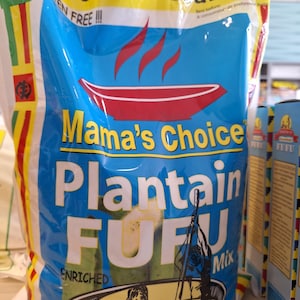 EN FREE !!!
Mama's Choice
Plantain
FUFU
Mix
ENRICHED